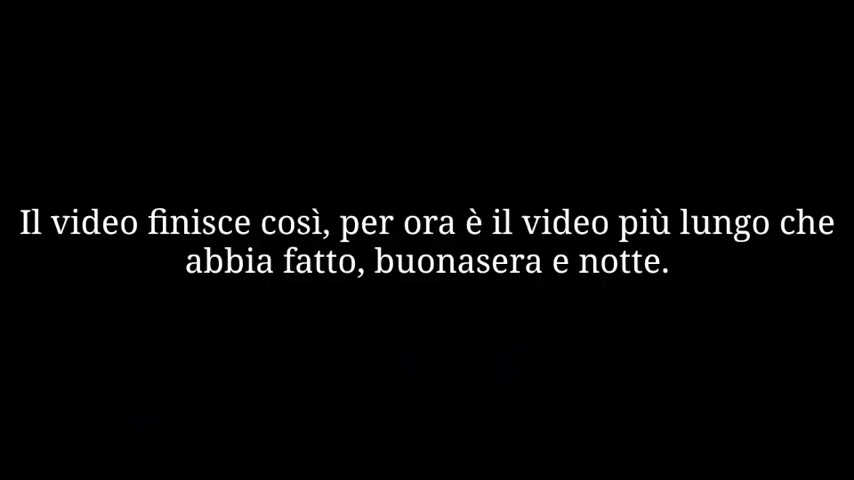 Il video finisce così, per ora è il video più lungo che
abbia fatto, buonasera e notte.